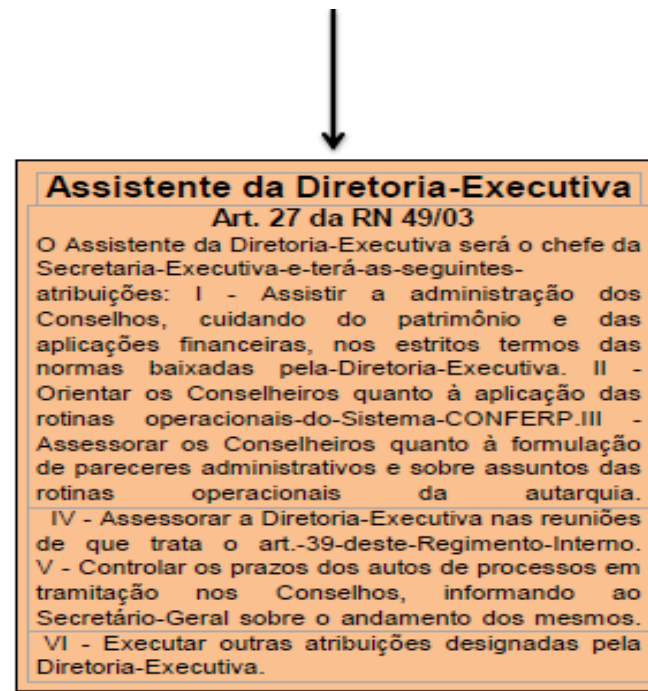 Assistente da Diretoria-Executiva
Art. 27 da RN 49/03
O Assistente da Diretoria-Executiva será o chefe da
Secretaria-Executiva-e-terá-as-seguintes-
atribuições: I - Assistir a administração dos
Conselhos, cuidando do patrimônio e das
aplicações financeiras, nos estritos termos das
normas baixadas pela-Diretoria-Executiva. II -
Orientar os Conselheiros quanto à aplicação das
rotinas operacionais-do-Sistema-CONFERP.III -
Assessorar os Conselheiros quanto à formulação
de pareceres administrativos e sobre assuntos das
rotinas operacionais da autarquia.
IV - Assessorar a Diretoria-Executiva nas reuniões
de que trata o art.-39-deste-Regimento-Interno.
V - Controlar os prazos dos autos de processos em
tramitação nos Conselhos, informando ao
Secretário-Geral sobre o andamento dos mesmos.
VI - Executar outras atribuições designadas pela
Diretoria-Executiva.